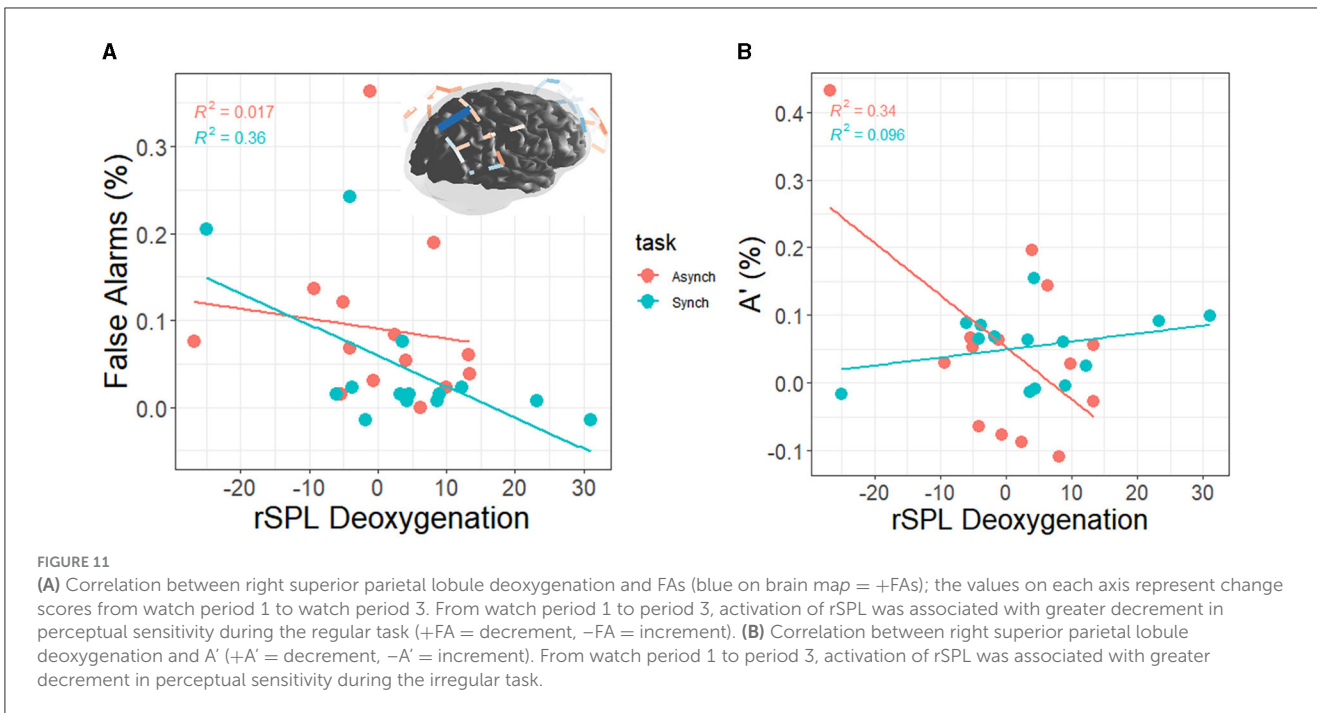 A
R² = 0.017
R² = 0.36
False Alarms (%)
0.3
0.2
0.1
0.0
-20
-10
0
10
20
30
rSPL Deoxygenation
task
Asynch
Synch
B
R² = 0.34
R² = 0.096
A' (%)
0.4
0.3
0.2
0.1
0.0
-0.1
-20
-10
0
10
20
30
rSPL Deoxygenation
FIGURE 11
(A) Correlation between right superior parietal lobule deoxygenation and FAs (blue on brain map = +FAs); the values on each axis represent change
scores from watch period 1 to watch period 3. From watch period 1 to period 3, activation of rSPL was associated with greater decrement in
perceptual sensitivity during the regular task (+FA = decrement, –FA = increment). (B) Correlation between right superior parietal lobule
deoxygenation and A′ (+A′ = decrement, –A′ = increment). From watch period 1 to period 3, activation of rSPL was associated with greater
decrement in perceptual sensitivity during the irregular task.